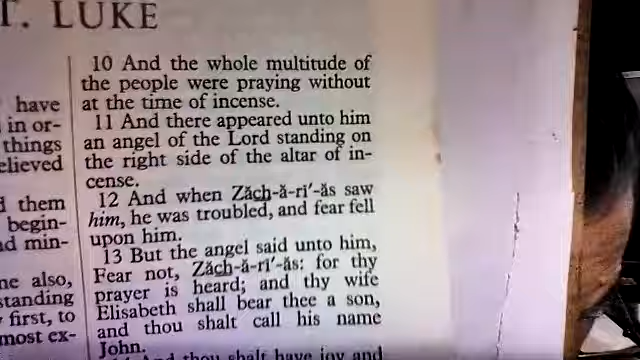 T. LUKE
have
in or-
things
elieved
d them
begin-
nd min-
ne also,
standing
first, to
most ex-
10 And the whole multitude of
the people were praying without
at the time of incense.
11 And there appeared unto him
an angel of the Lord standing on
the right side of the altar of in-
cense.
12 And when Zăch-ă-rī′-ăs saw
him, he was troubled, and fear fell
upon him.
13 But the angel said unto him,
Fear not, Zăch-ă-rī′-ăs: for thy
prayer is heard; and thy wife
Elisabeth shall bear thee a son,
and thou shalt call his name
John.
And thou shalt have joy and